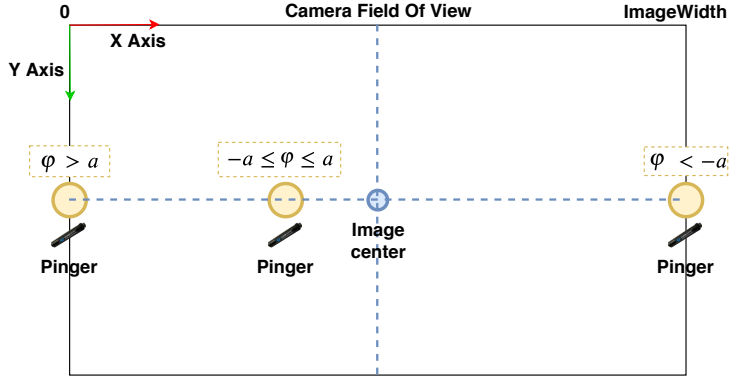 0
Camera Field Of View
ImageWidth
X Axis
Y Axis
φ > a
−a ≤ φ ≤ a
φ < −a
Image
center
Pinger
Pinger
Pinger